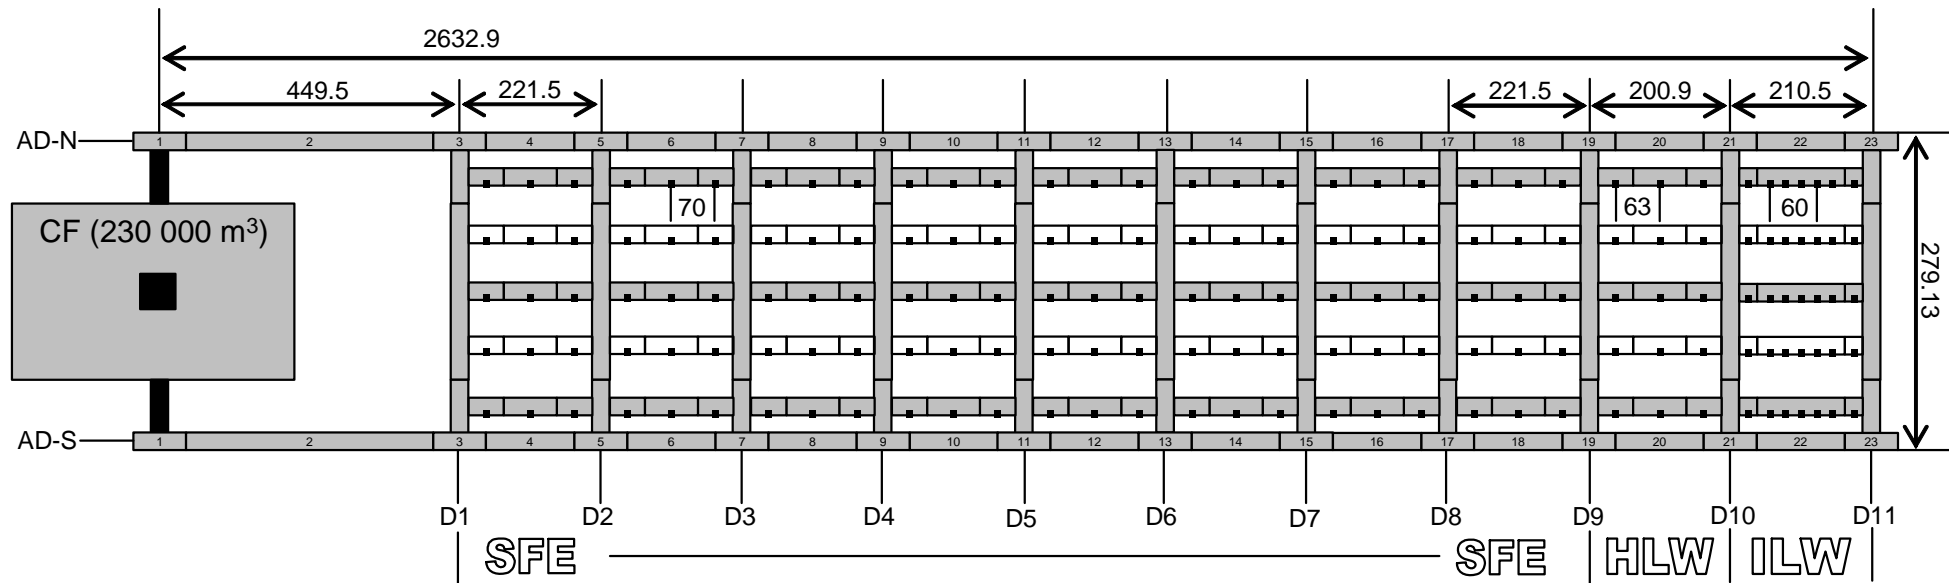 2632.9
449.5 221.5 221.5 200.9 210.5
AD-N 1 2 3 4 5 6 7 8 9 10 11 12 13 14 15 16 17 18 19 20 21 22 23
70 63 60
CF (230 000 m³)
279.13
AD-S 1 2 3 4 5 6 7 8 9 10 11 12 13 14 15 16 17 18 19 20 21 22 23
D1 D2 D3 D4 D5 D6 D7 D8 D9 D10 D11
SFE SFE HLW ILW